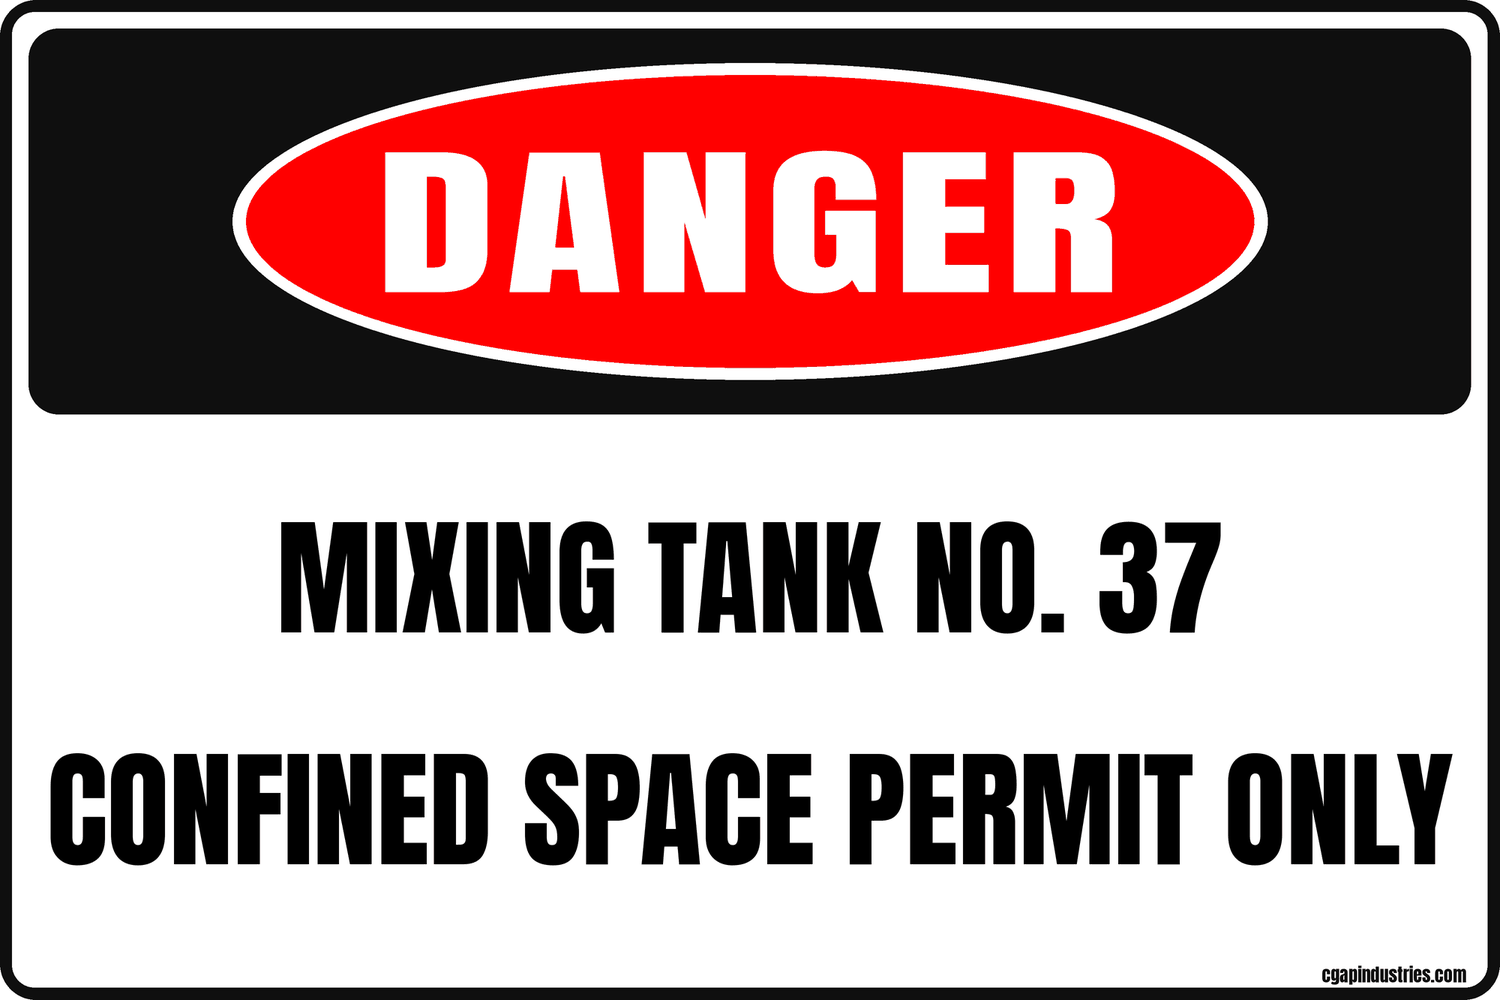 DANGER
MIXING TANK NO. 37
CONFINED SPACE PERMIT ONLY
cgapindustries.com